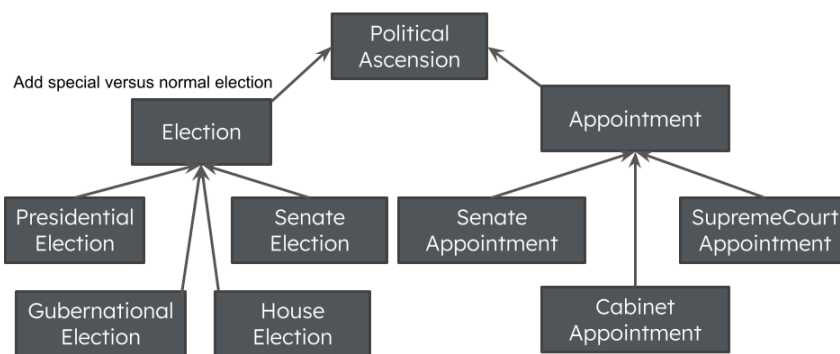 Political
Ascension
Add special versus normal election
Election
Appointment
Presidential
Election
Senate
Election
Senate
Appointment
SupremeCourt
Appointment
Gubernational
Election
House
Election
Cabinet
Appointment